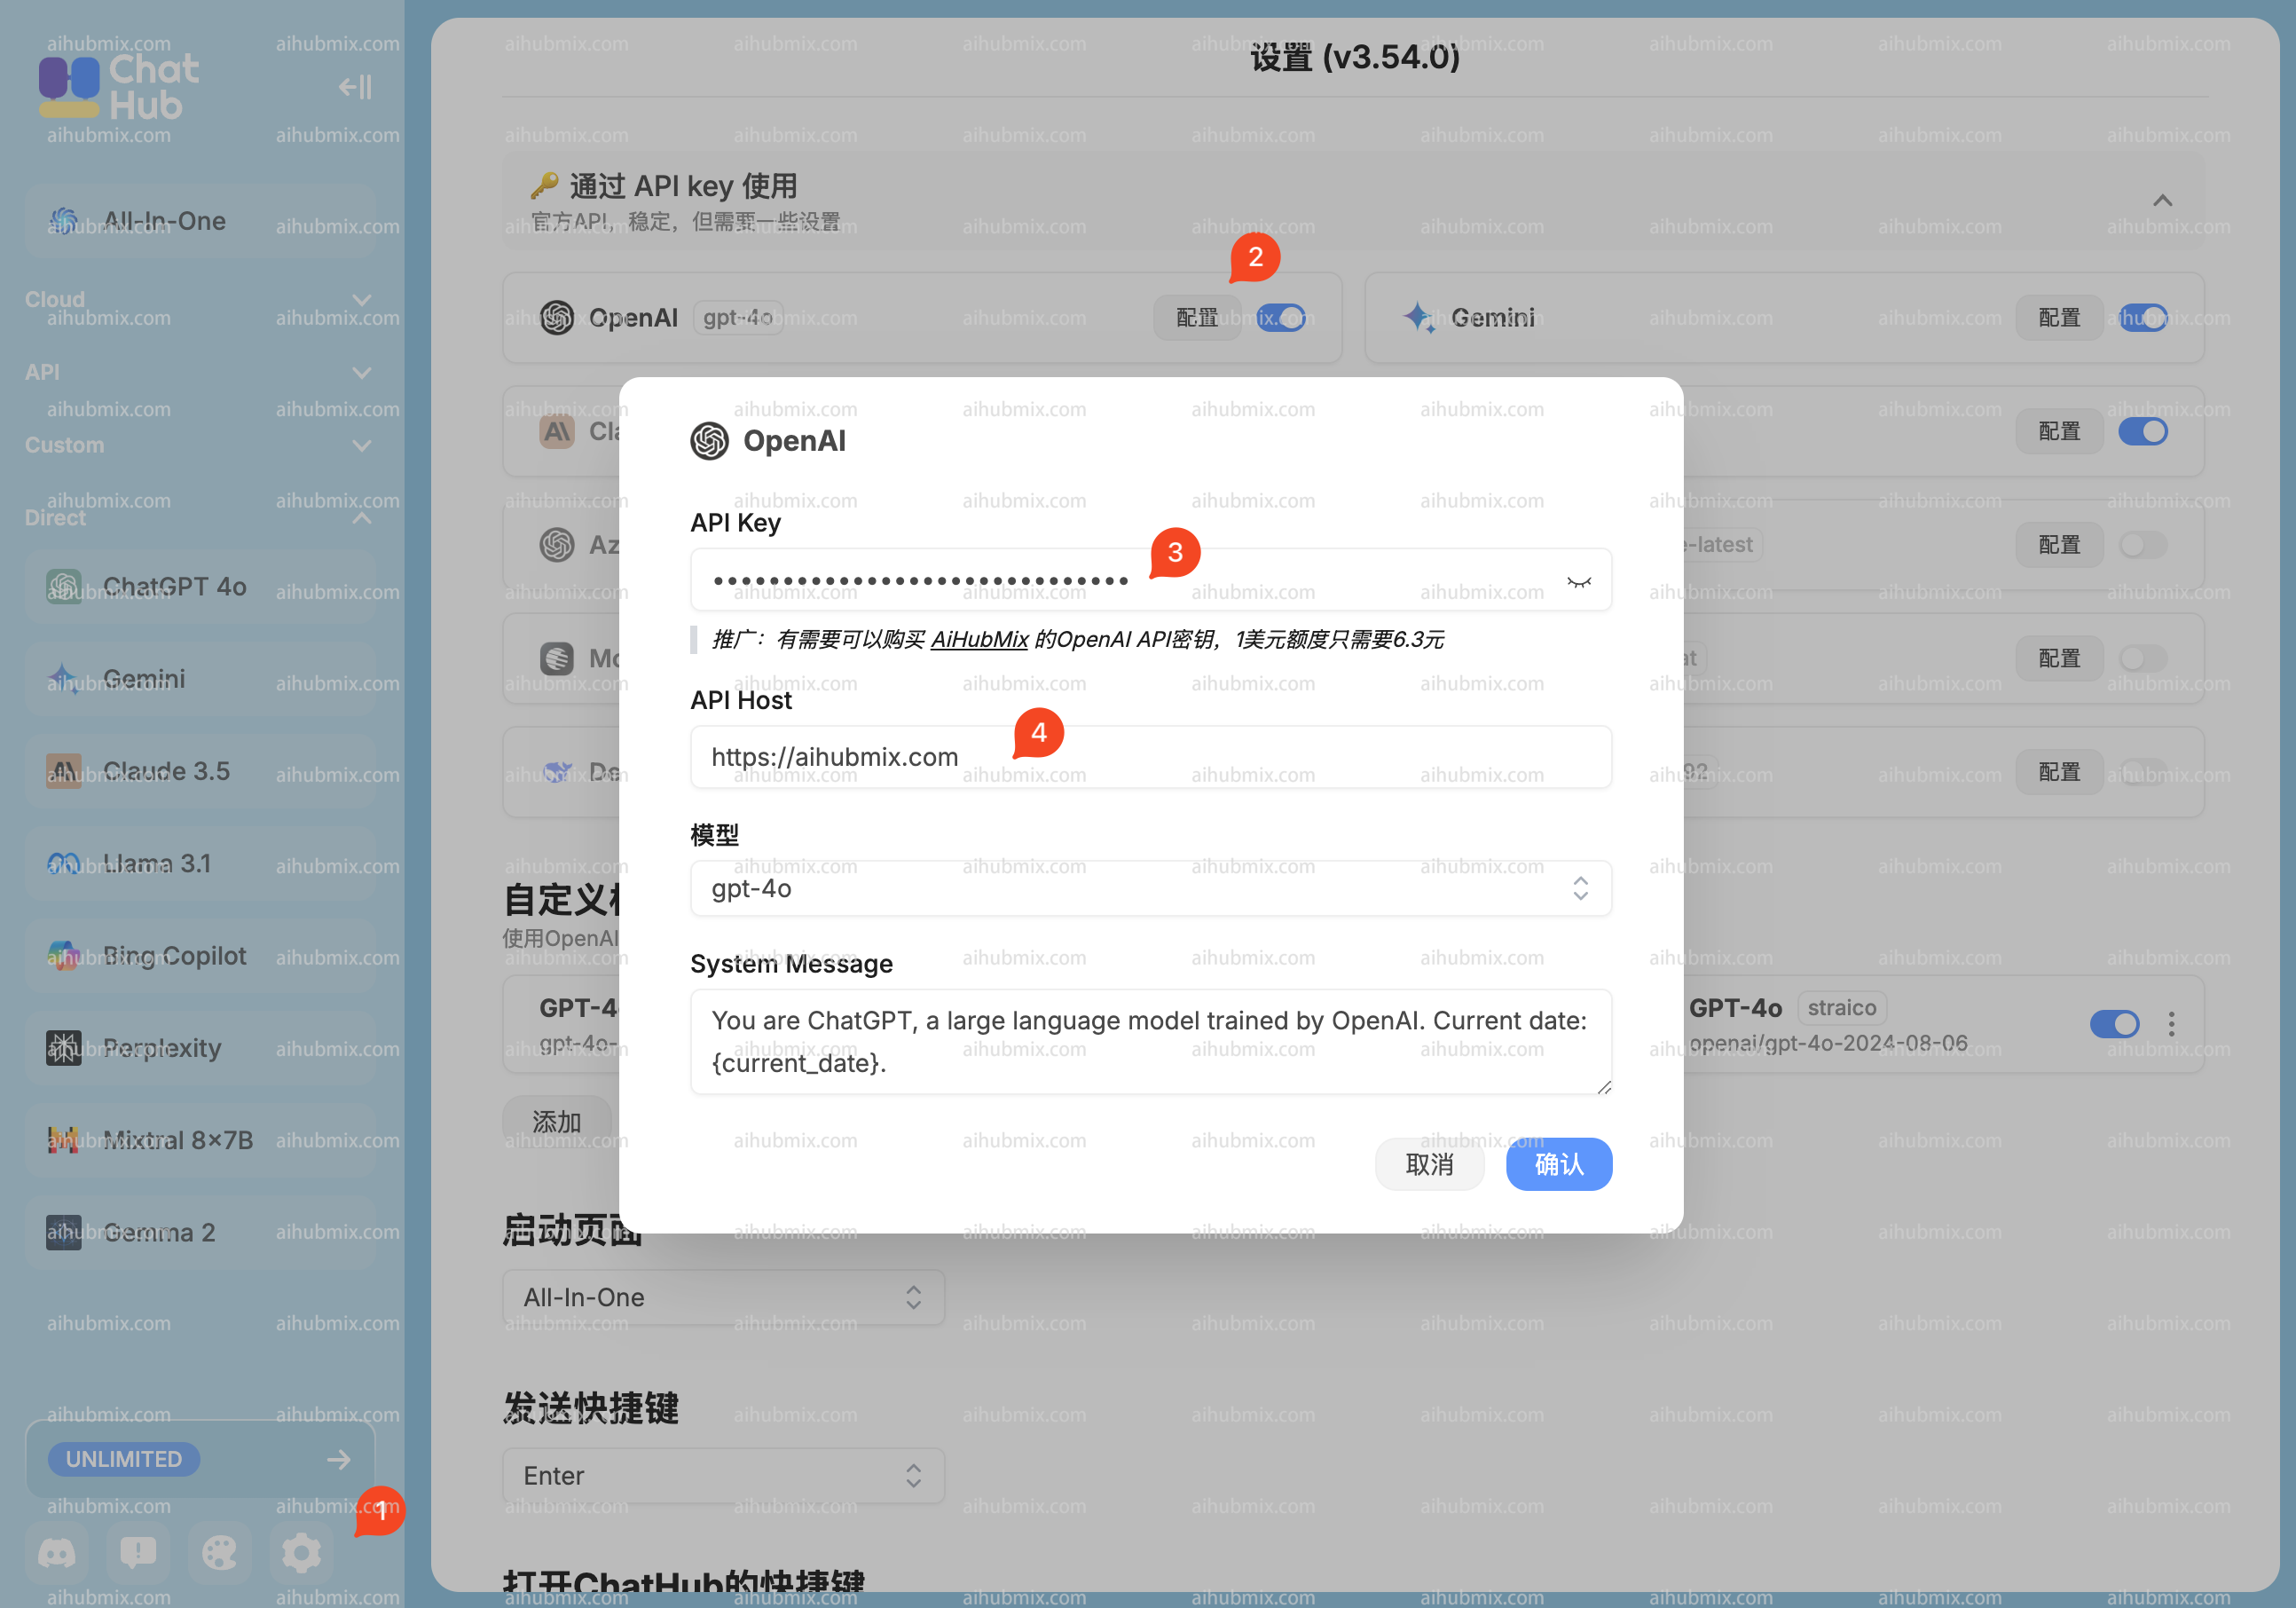 Chat
Hub
All-In-One
Cloud
API
Custom
Direct
ChatGPT 4o
Gemini
Claude 3.5
Llama 3.1
Bing Copilot
Perplexity
Mixtral 8x7B
Gemma 2
UNLIMITED
1
设置 (v3.54.0)
🔑 通过 API key 使用
官方API，稳定，但需要一些设置
2
OpenAI gpt-4o 配置
Gemini 配置
Cla
配置
Az
e-latest 配置
Mo
at 配置
De
92 配置
OpenAI
API Key
3
••••••••••••••••••••••••••••••
推广：有需要可以购买 AiHubMix 的OpenAI API密钥，1美元额度只需要6.3元
API Host
4
https://aihubmix.com
模型
gpt-4o
System Message
You are ChatGPT, a large language model trained by OpenAI. Current date:
{current_date}.
取消 确认
自定义
使用OpenAI
GPT-4
gpt-4o-
GPT-4o straico
openai/gpt-4o-2024-08-06
添加
启动页面
All-In-One
发送快捷键
Enter
打开ChatHub的快捷键
aihubmix.com